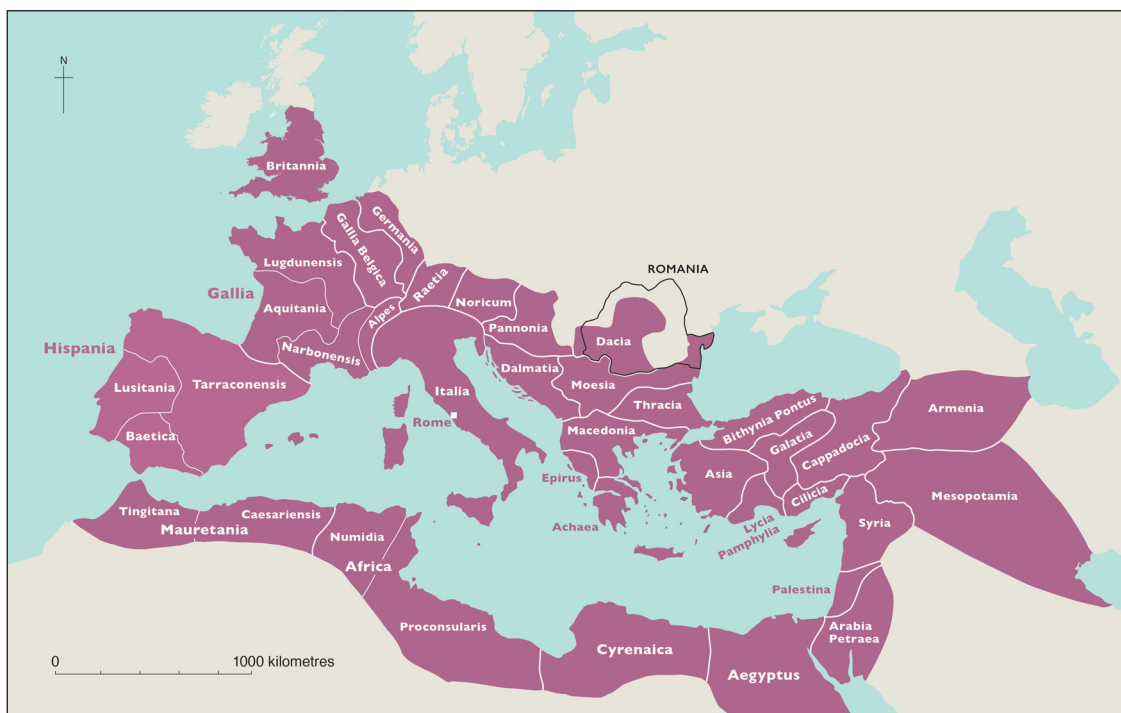 N
Britannia
Germania
Gallia Belgica
Lugdunensis
Gallia
Aquitania
Alpes
Raetia
Noricum
Pannonia
ROMANIA
Dacia
Hispania
Narbonensis
Lusitania
Tarraconensis
Baetica
Italia
Rome
Dalmatia
Moesia
Thracia
Macedonia
Epirus
Achaea
Bithynia Pontus
Galatia
Cappadocia
Armenia
Asia
Cilicia
Lycia
Pamphylia
Mesopotamia
Syria
Palestina
Arabia
Petraea
Tingitana
Caesariensis
Mauretania
Numidia
Africa
Proconsularis
Cyrenaica
Aegyptus
0
1000 kilometres